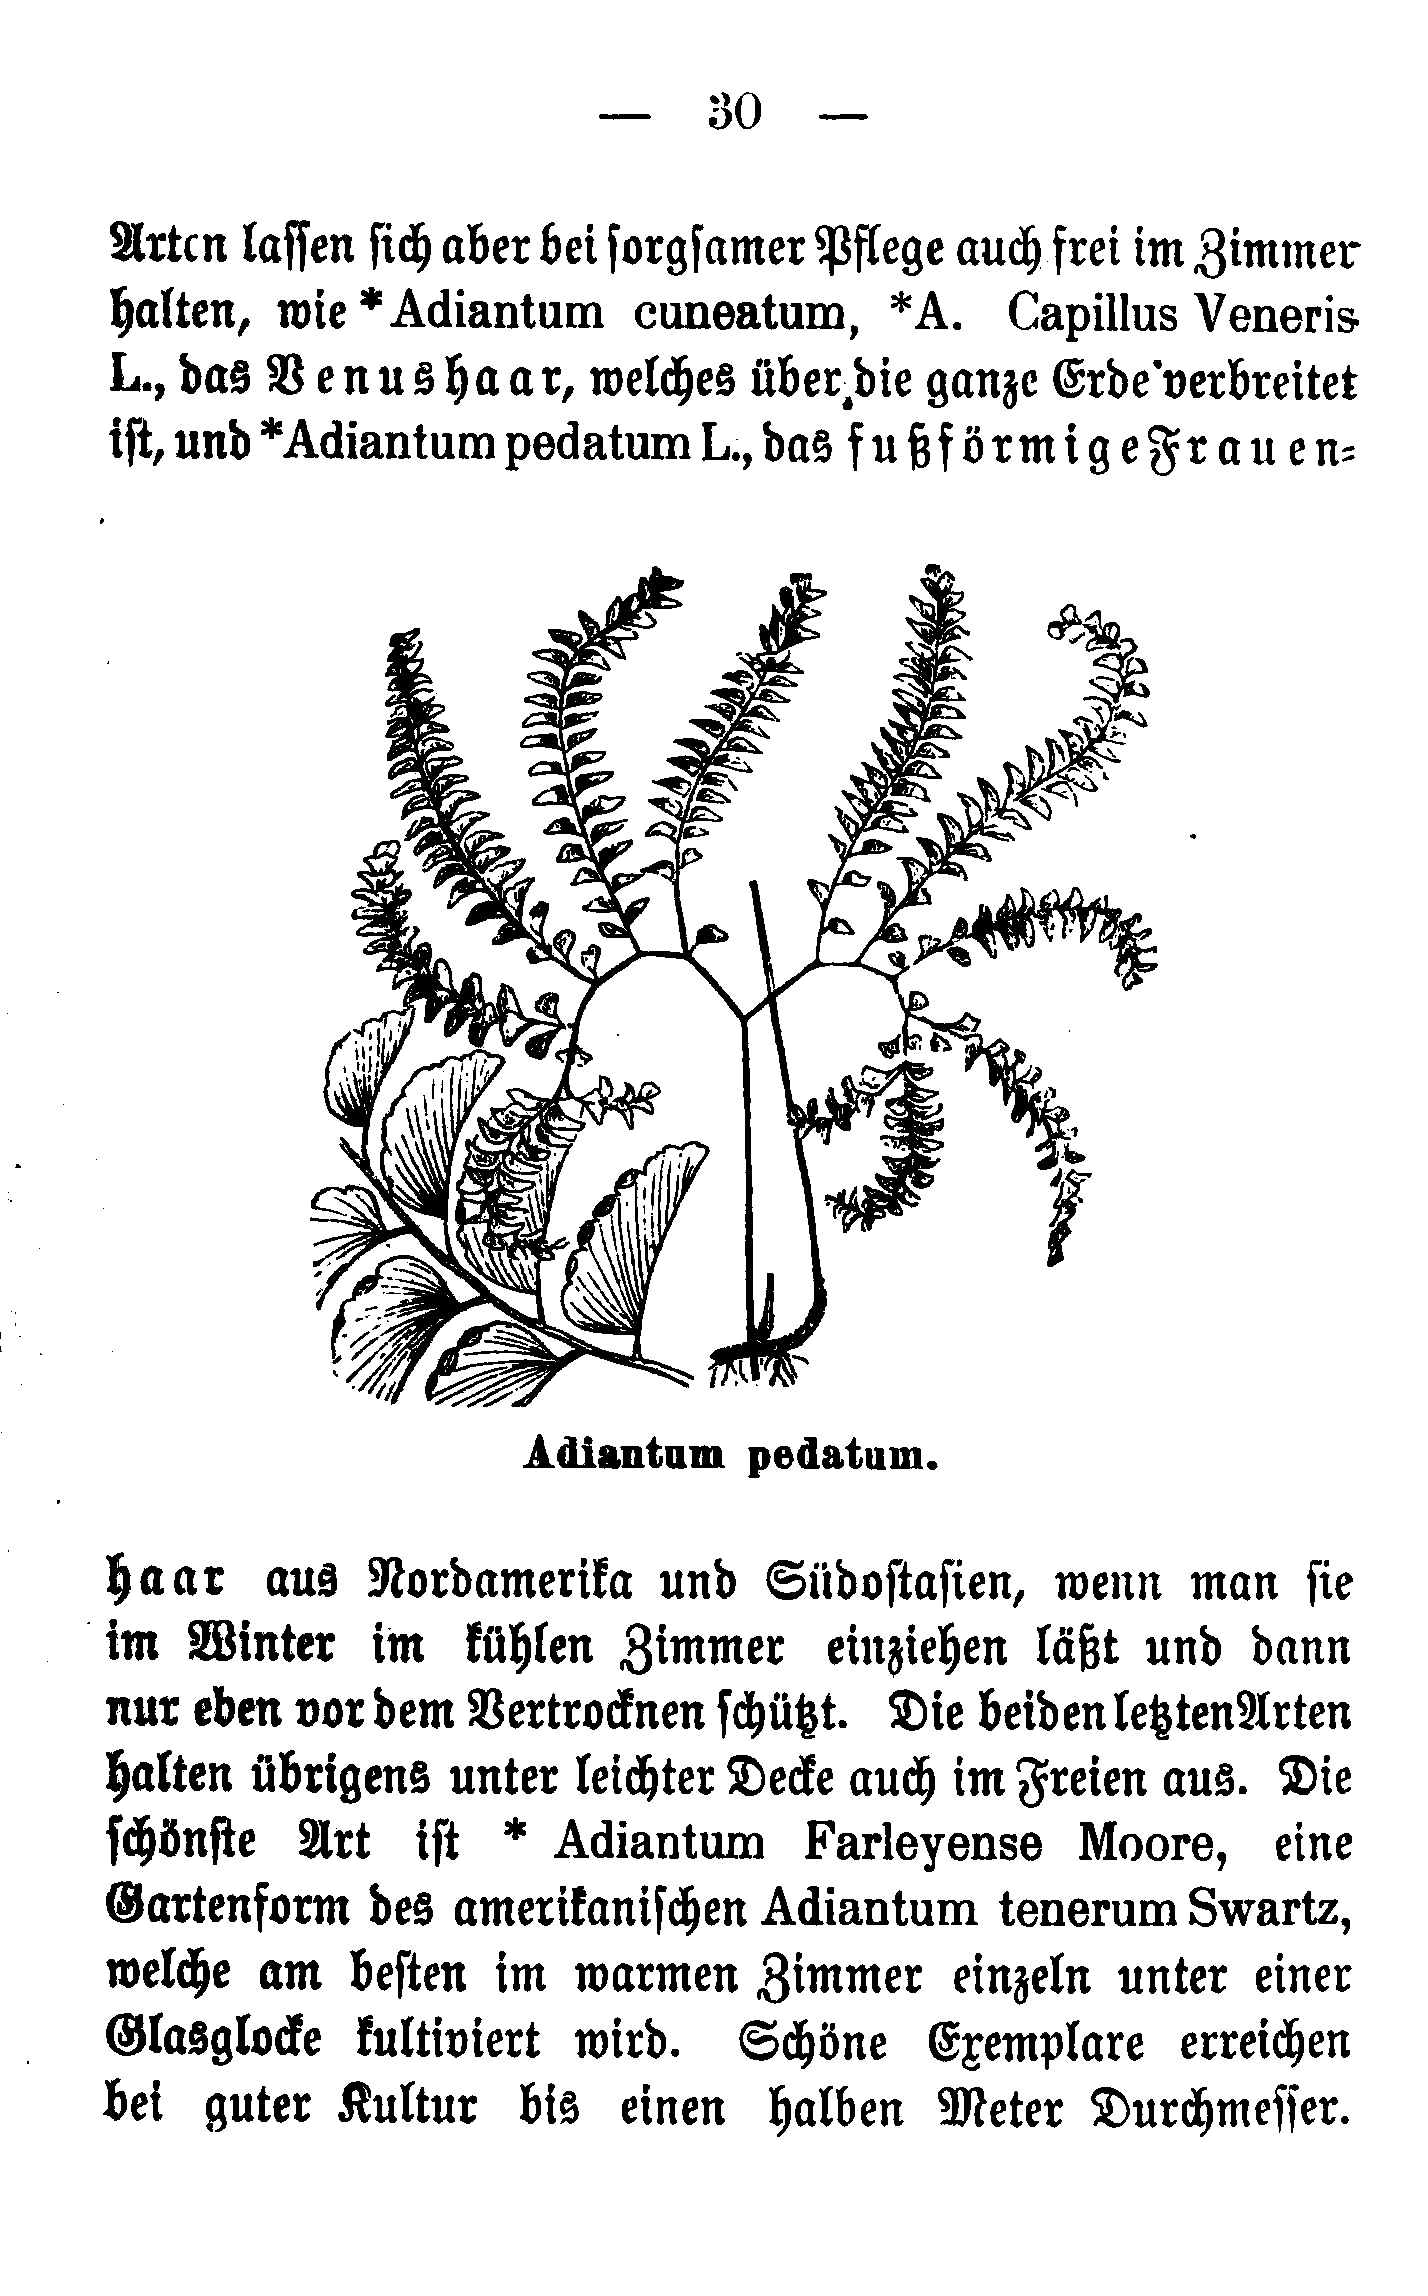 — 30 —
Arten lassen sich aber bei sorgsamer Pflege auch frei im Zimmer
halten, wie * Adiantum cuneatum, *A. Capillus Veneris
L., das Venushaar, welches über die ganze Erde verbreitet
ist, und *Adiantum pedatum L., das fußförmige Frauen-
Adiantum pedatum.
haar aus Nordamerika und Südostasien, wenn man sie
im Winter im kühlen Zimmer einziehen läßt und dann
nur eben vor dem Vertrocknen schützt. Die beiden letzten Arten
halten übrigens unter leichter Decke auch im Freien aus. Die
schönste Art ist * Adiantum Farleyense Moore, eine
Gartenform des amerikanischen Adiantum tenerum Swartz,
welche am besten im warmen Zimmer einzeln unter einer
Glasglocke kultiviert wird. Schöne Exemplare erreichen
bei guter Kultur bis einen halben Meter Durchmesser.